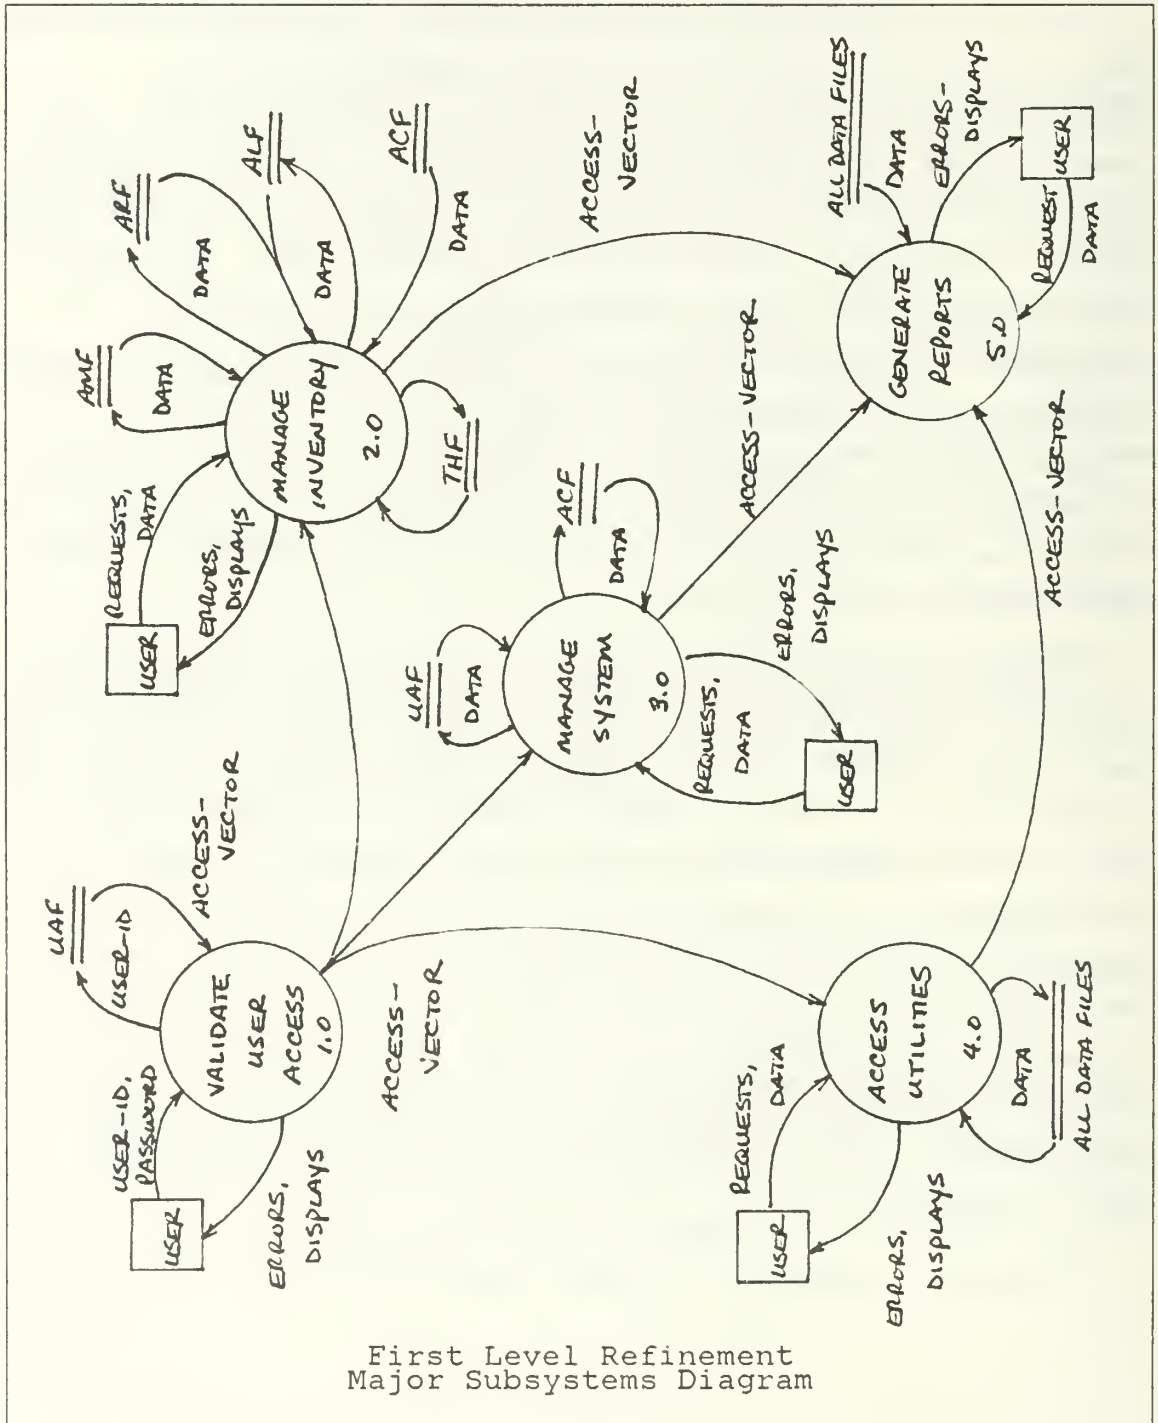 UAF
USER-ID
ACCESS-
VECTOR
USER-ID,
PASSWORD
USER
VALIDATE
USER
ACCESS
1.0
ERRORS,
DISPLAYS
ACCESS-
VECTOR
AMF
DATA
ARF
DATA
ALF
DATA
ACF
DATA
REQUESTS,
DATA
USER
ERRORS,
DISPLAYS
MANAGE
INVENTORY
2.0
THF
ACCESS-
VECTOR
UAF
DATA
ACF
DATA
MANAGE
SYSTEM
3.0
REQUESTS,
DATA
ERRORS,
DISPLAYS
USER
ACCESS-VECTOR
REQUESTS,
DATA
USER
ERRORS,
DISPLAYS
ACCESS
UTILITIES
4.0
DATA
ALL DATA FILES
ACCESS-VECTOR
ALL DATA FILES
DATA
ERRORS-
DISPLAYS
USER
REQUEST
DATA
GENERATE
REPORTS
5.0
First Level Refinement
Major Subsystems Diagram